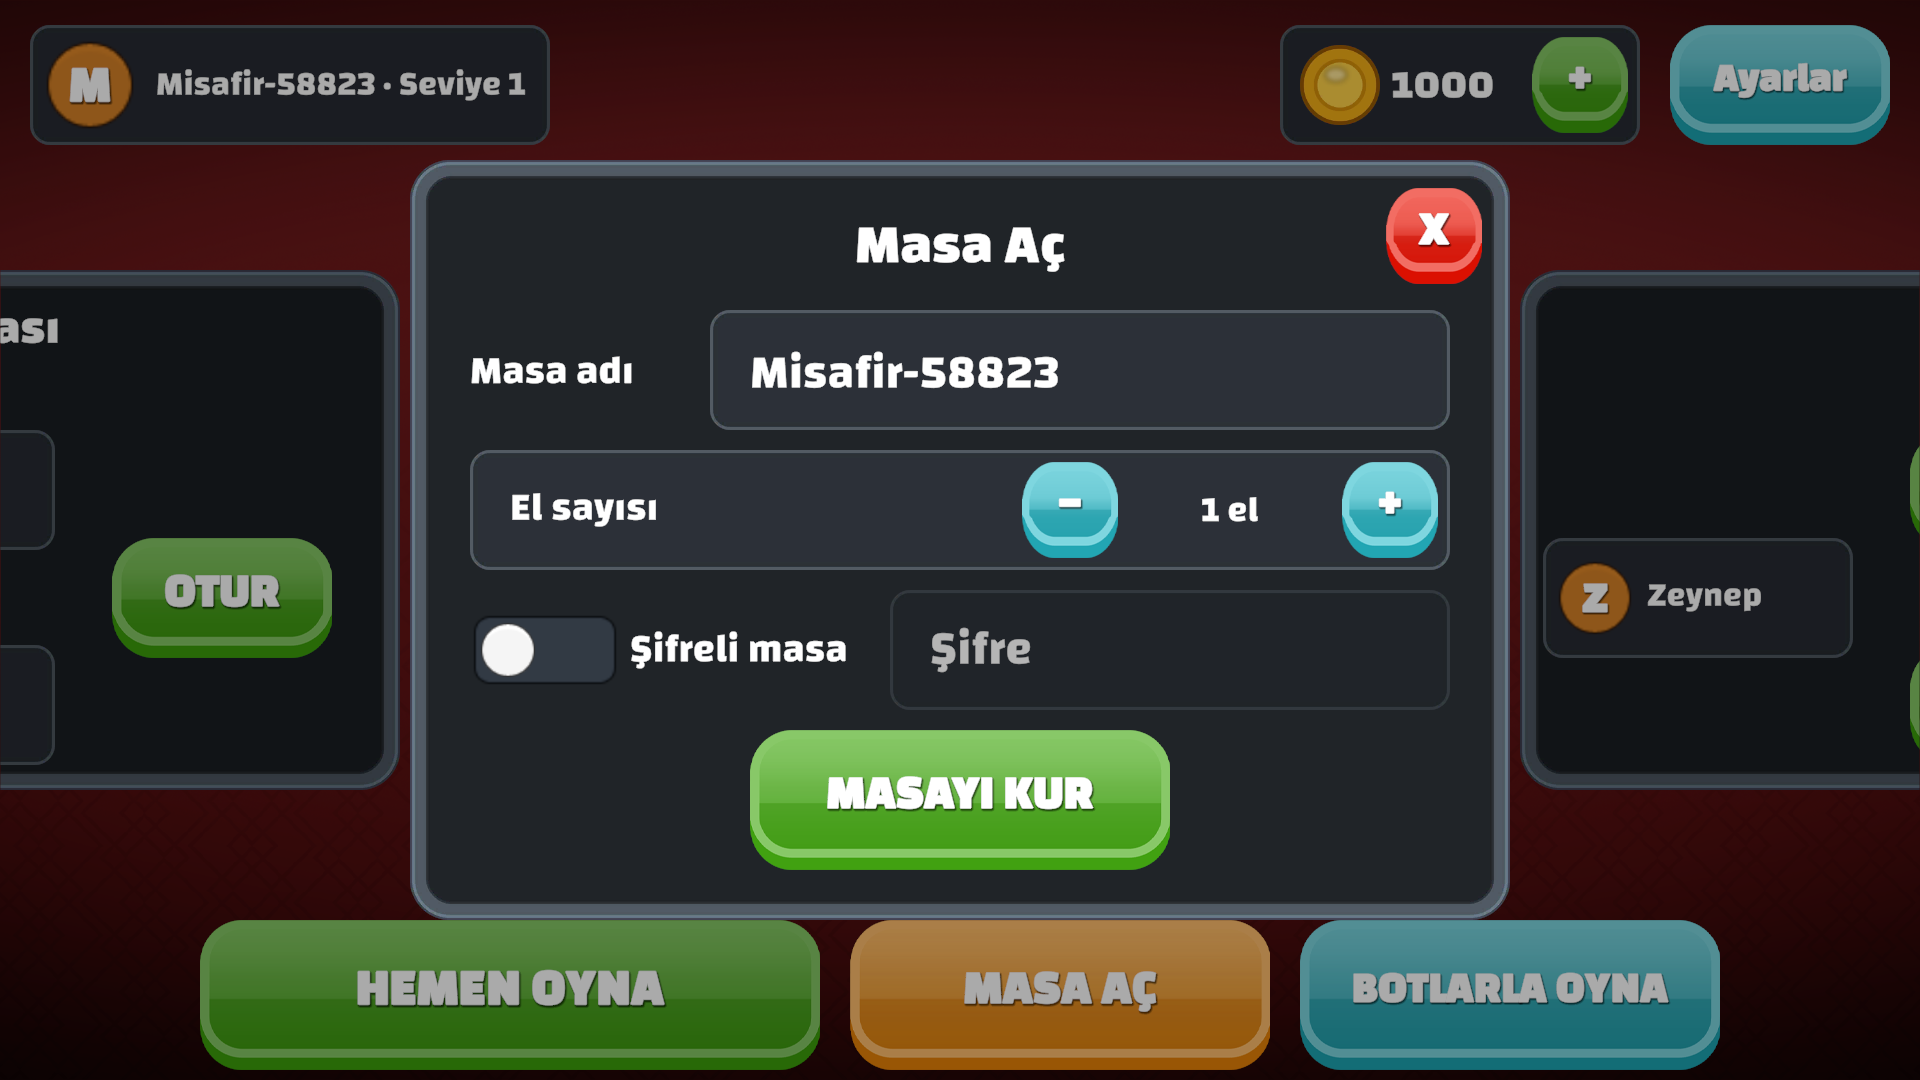 M Misafir-58823 · Seviye 1
1000 +
Ayarlar
Masa Aç
X
ası
Masa adı
Misafir-58823
El sayısı
- 1 el +
OTUR
Z Zeynep
Şifreli masa
Şifre
MASAYI KUR
HEMEN OYNA
MASA AÇ
BOTLARLA OYNA